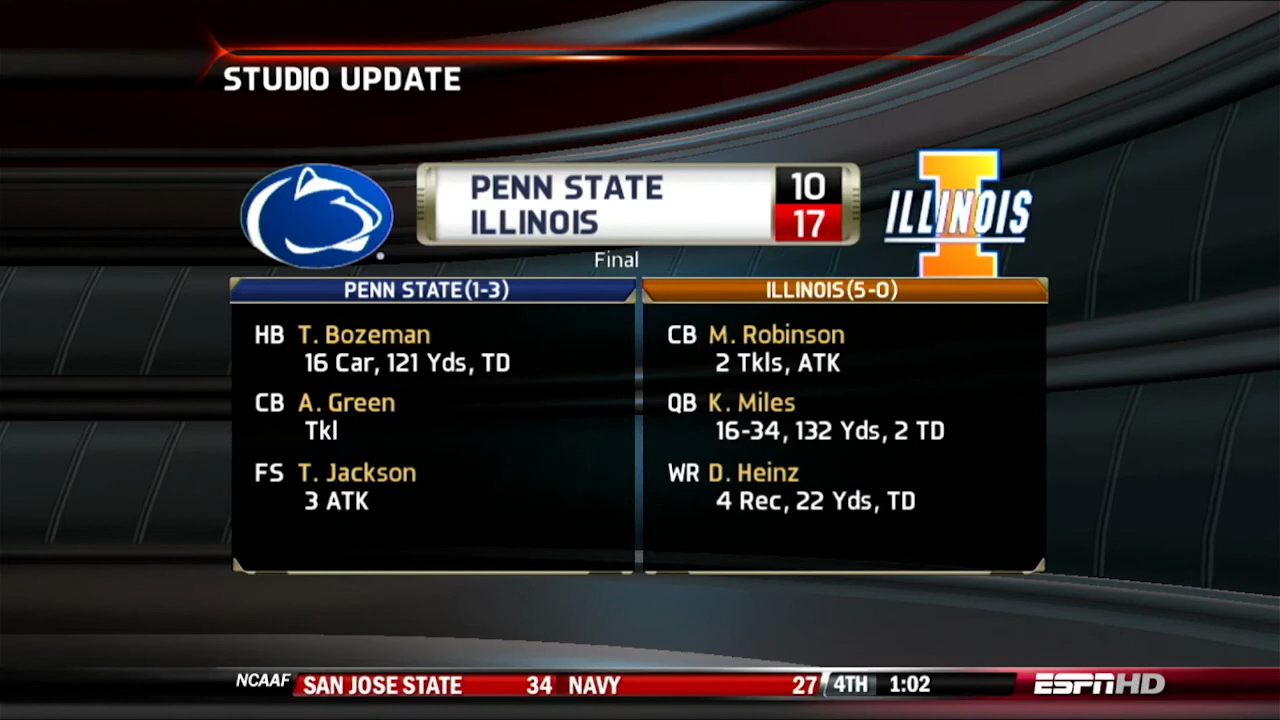 STUDIO UPDATE
PENN STATE 10
ILLINOIS 17
ILLINOIS
Final
PENN STATE(1-3)
HB T. Bozeman
16 Car, 121 Yds, TD
CB A. Green
Tkl
FS T. Jackson
3 ATK
ILLINOIS(5-0)
CB M. Robinson
2 Tkls, ATK
QB K. Miles
16-34, 132 Yds, 2 TD
WR D. Heinz
4 Rec, 22 Yds, TD
NCAAF SAN JOSE STATE 34 NAVY 27 4TH 1:02 ESPNHD